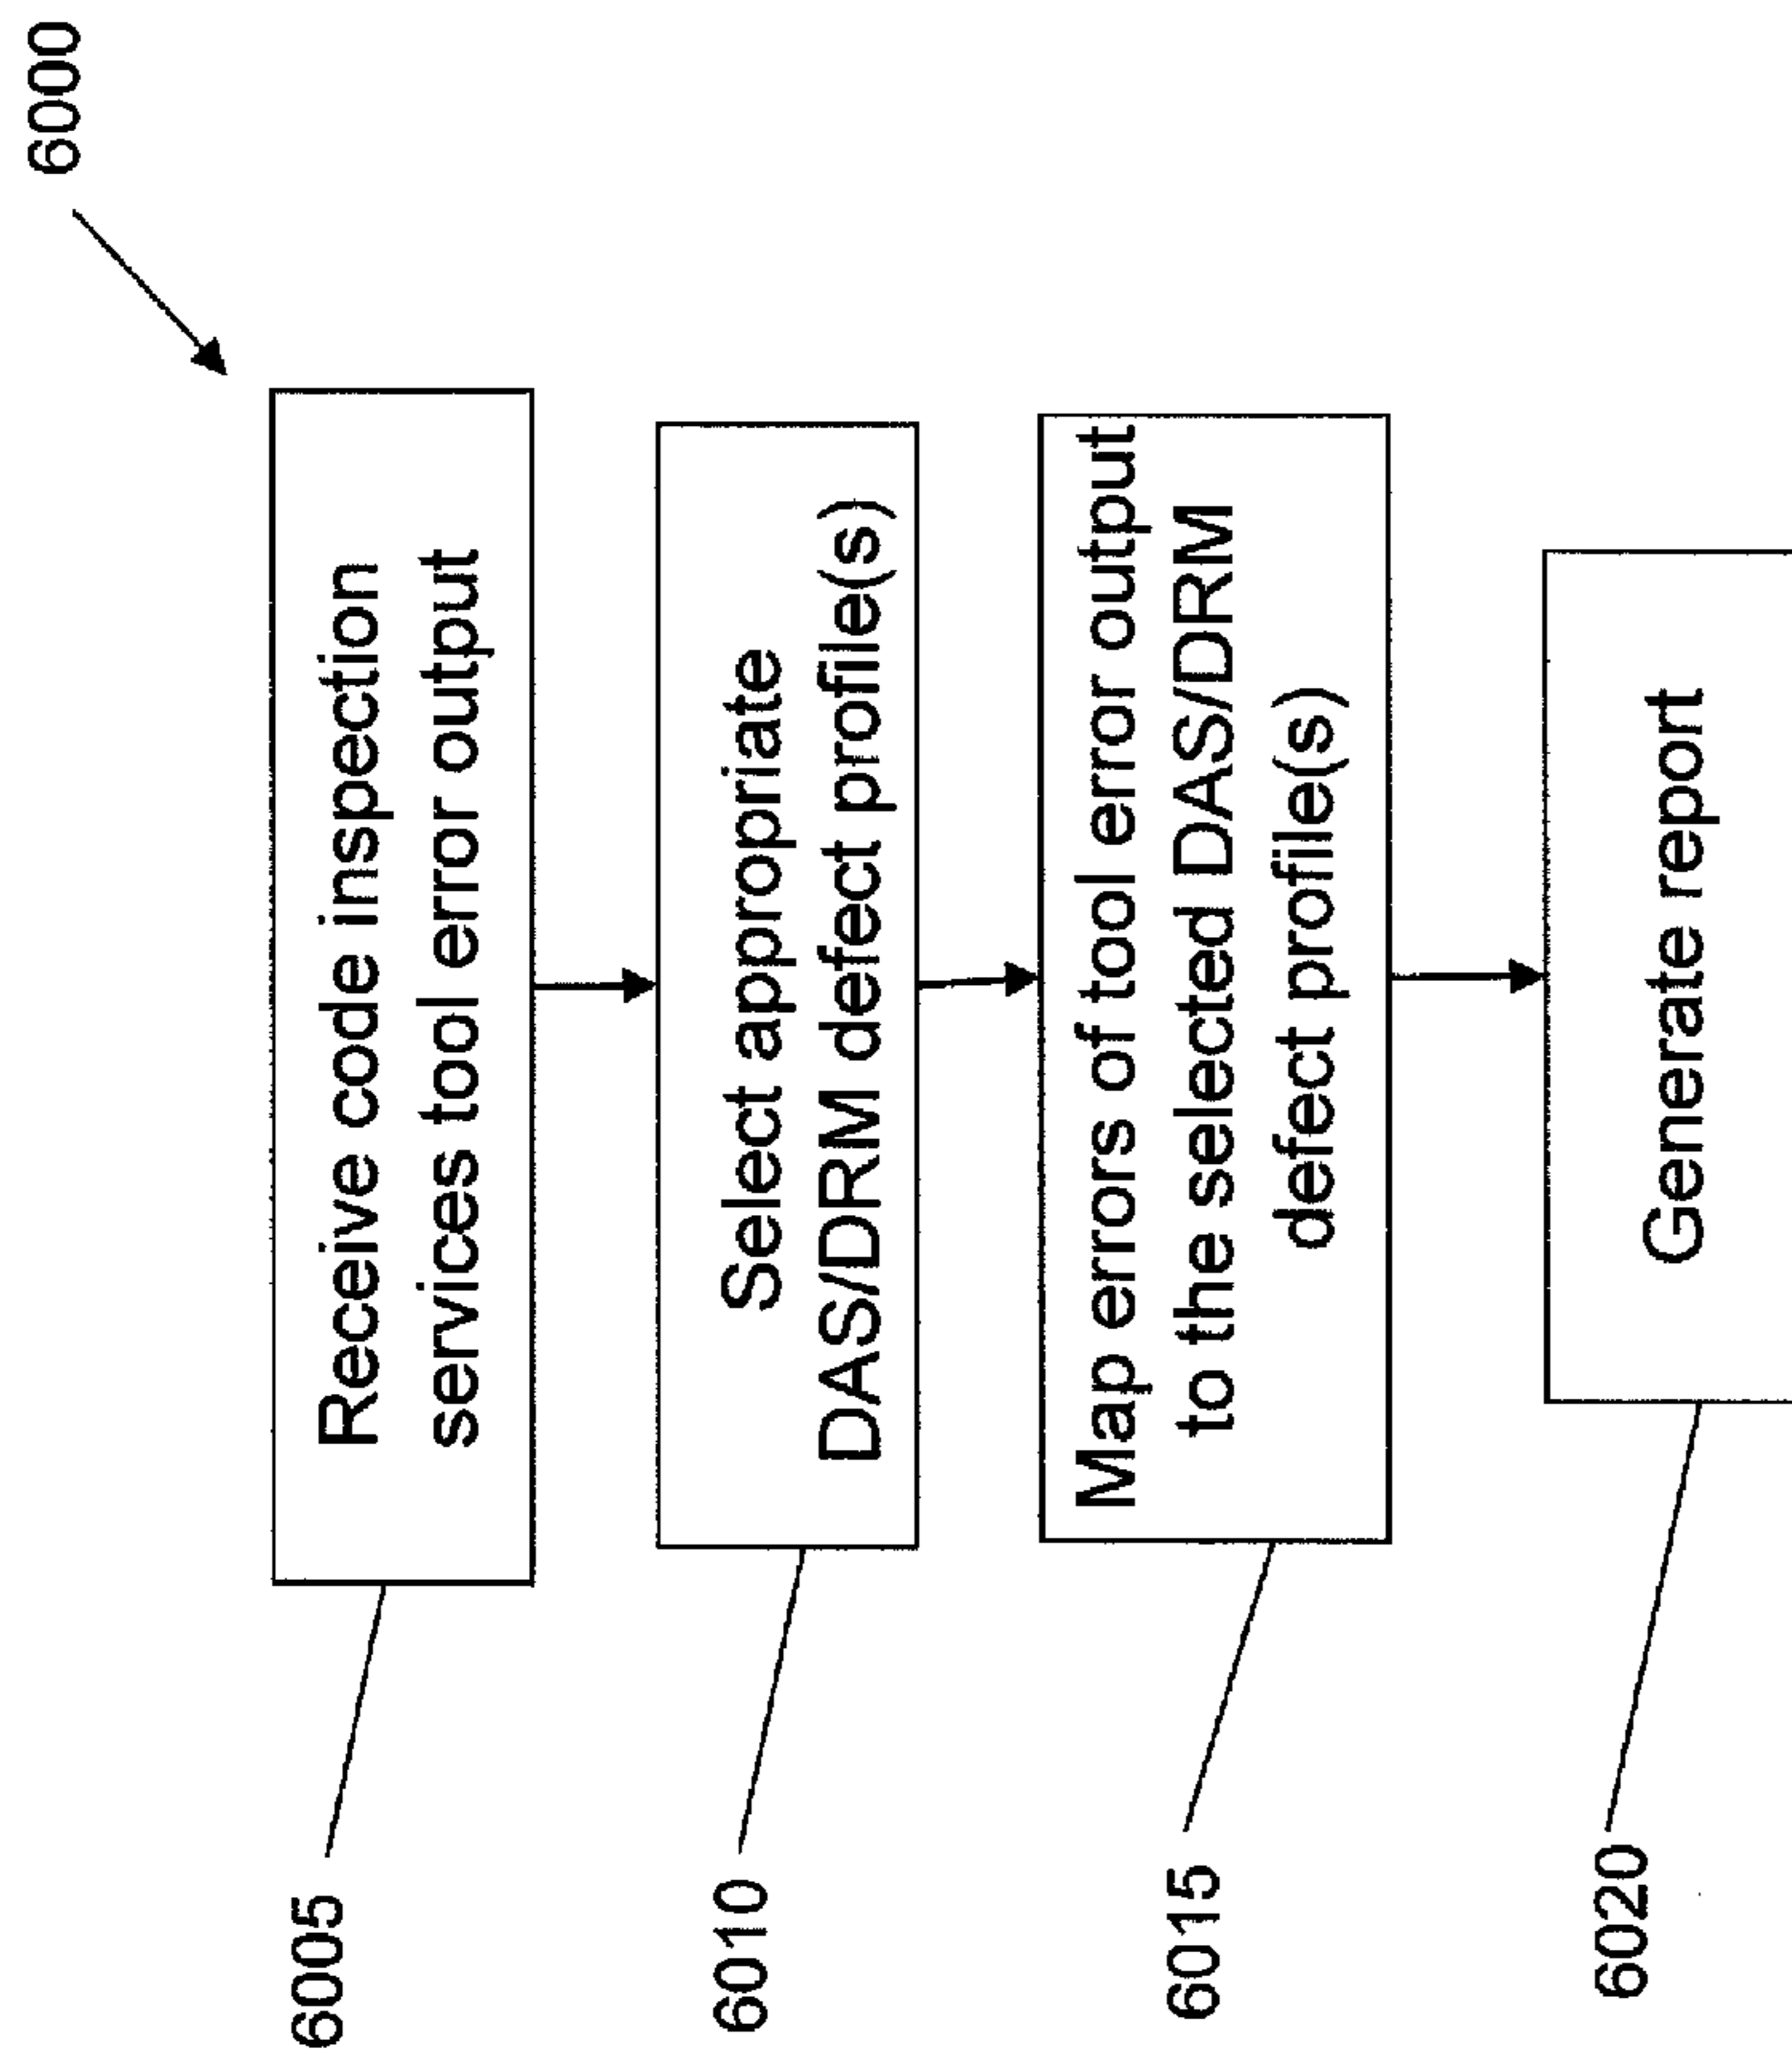 6000
6005
Receive code inspection
services tool error output
6010
Select appropriate
DAS/DRM defect profile(s)
6015
Map errors of tool error output
to the selected DAS/DRM
defect profile(s)
6020
Generate report